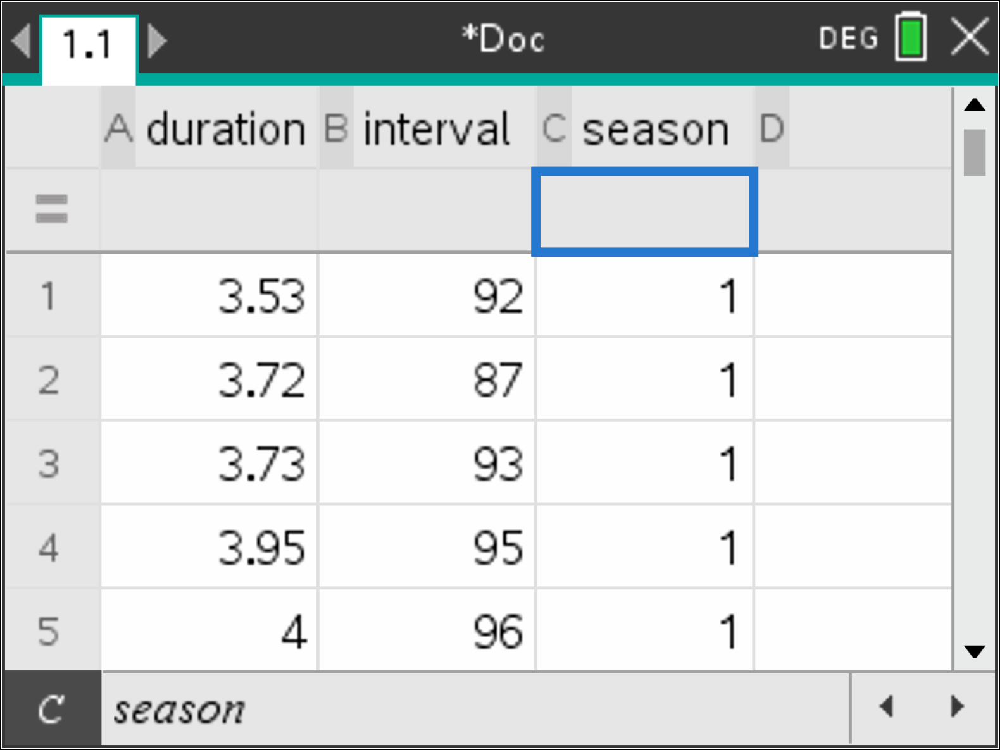 1.1 *Doc DEG
A duration B interval C season D
=
1 3.53 92 1
2 3.72 87 1
3 3.73 93 1
4 3.95 95 1
5 4 96 1
C season